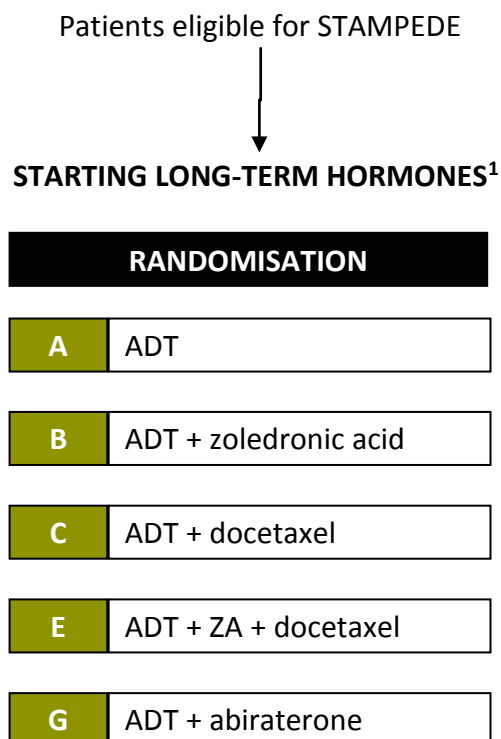 Patients eligible for STAMPEDE
STARTING LONG-TERM HORMONES¹
RANDOMISATION
A ADT
B ADT + zoledronic acid
C ADT + docetaxel
E ADT + ZA + docetaxel
G ADT + abiraterone